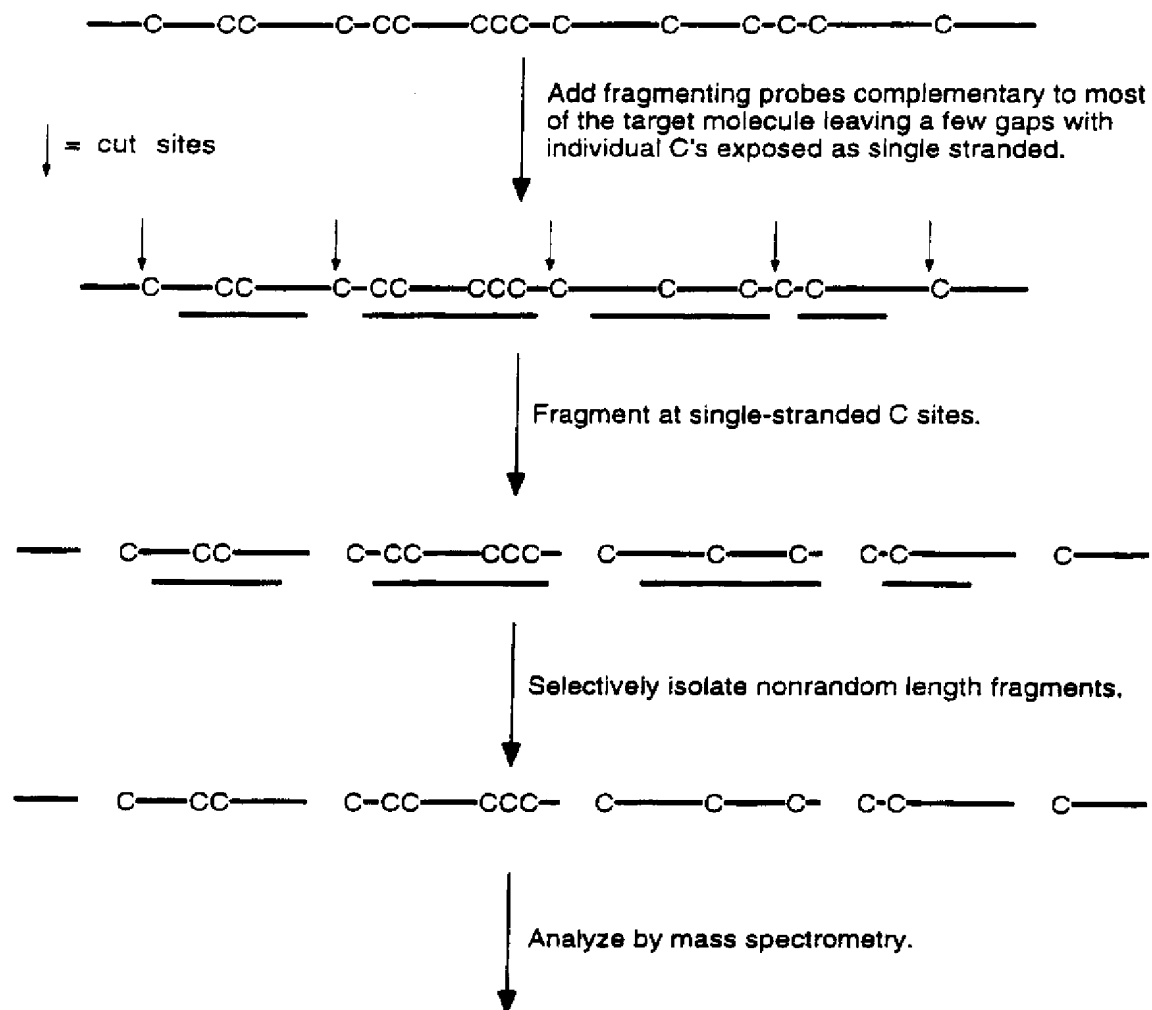 C CC C-CC CCC-C C C-C-C C
Add fragmenting probes complementary to most
of the target molecule leaving a few gaps with
individual C's exposed as single stranded.
= cut sites
C CC C-CC CCC-C C C-C-C C
Fragment at single-stranded C sites.
C CC C-CC CCC- C C C- C-C C
Selectively isolate nonrandom length fragments.
C CC C-CC CCC- C C C- C-C C
Analyze by mass spectrometry.